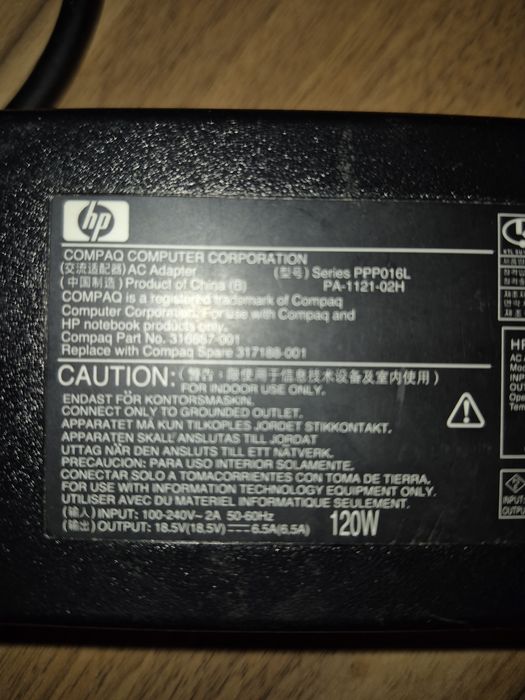 hp
COMPAQ COMPUTER CORPORATION
(交流适配器) AC Adapter (型号) Series PPP016L
(中国制造) Product of China (B) PA-1121-02H
COMPAQ is a registered trademark of Compaq
Computer Corporation. For use with Compaq and
HP notebook products only.
Compaq Part No. 316687-001
Replace with Compaq Spare 317188-001
CAUTION: (警告：限使用于信息技术设备及室内使用)
FOR INDOOR USE ONLY.
ENDAST FÖR KONTORSMASKIN.
CONNECT ONLY TO GROUNDED OUTLET.
APPARATET MÅ KUN TILKOPLES JORDET STIKKONTAKT.
APPARATEN SKALL ANSLUTAS TILL JORDAT
UTTAG NÄR DEN ANSLUTS TILL ETT NÄTVERK.
PRECAUCION: PARA USO INTERIOR SOLAMENTE.
CONECTAR SOLO A TOMACORRIENTES CON TOMA DE TIERRA.
FOR USE WITH INFORMATION TECHNOLOGY EQUIPMENT ONLY.
UTILISER AVEC DU MATERIEL INFORMATIQUE SEULEMENT.
(输入) INPUT: 100-240V~ 2A 50-60Hz
(输出) OUTPUT: 18.5V(18.5V) 6.5A(6.5A) 120W